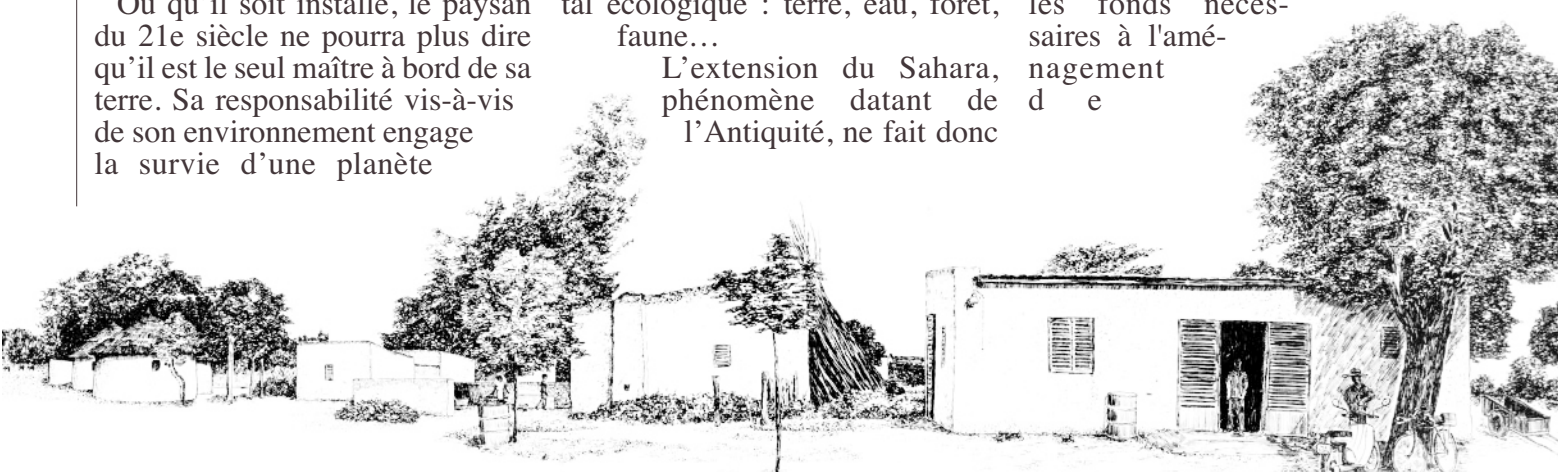 Où qu'il soit installé, le paysan
du 21e siècle ne pourra plus dire
qu'il est le seul maître à bord de sa
terre. Sa responsabilité vis-à-vis
de son environnement engage
la survie d'une planète
tal écologique : terre, eau, forêt,
faune…
L'extension du Sahara,
phénomène datant de
l'Antiquité, ne fait donc
les fonds néces-
saires à l'amé-
nagement
d e